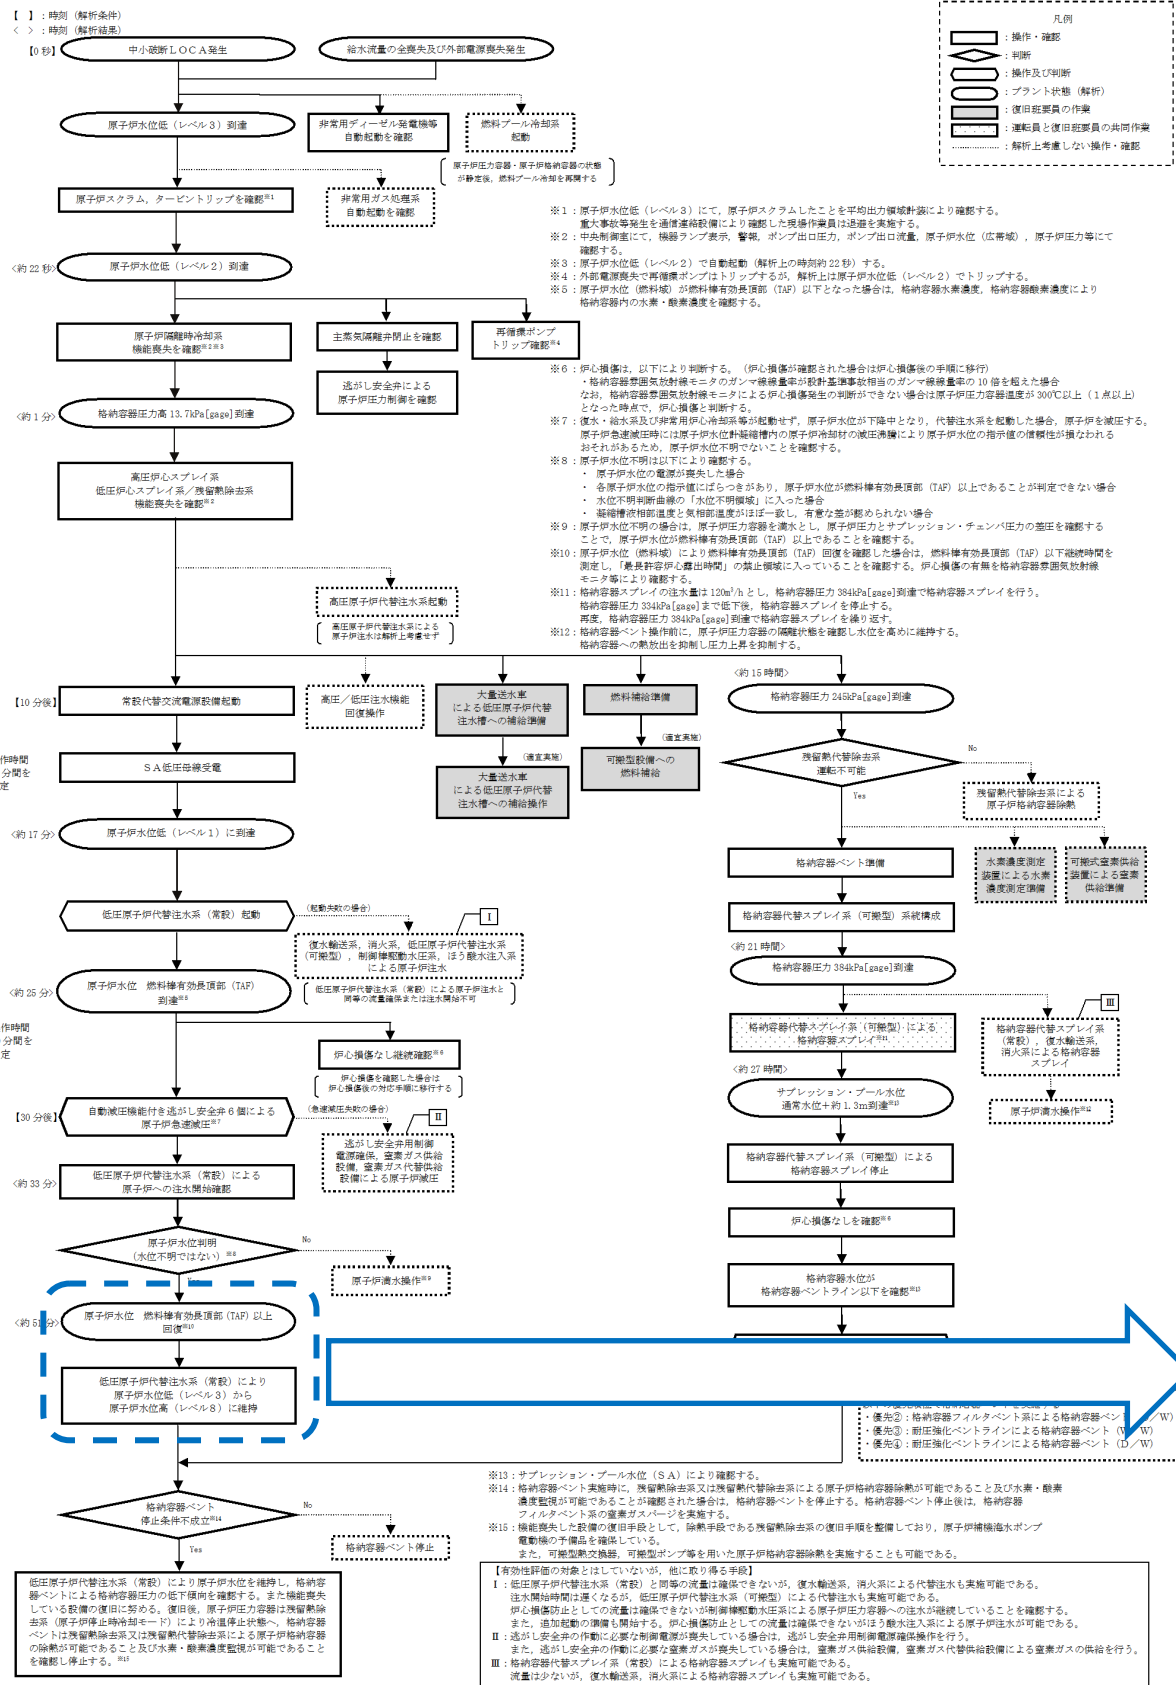 【　】：時刻（解析条件）
＜　＞：時刻（解析結果）
【0 秒】
中小破断ＬＯＣＡ発生
給水流量の全喪失及び外部電源喪失発生
凡例
：操作・確認
：判断
：操作及び判断
：プラント状態（解析）
：復旧班要員の作業
：運転員と復旧班要員の共同作業
：解析上考慮しない操作・確認
原子炉水位低（レベル３）到達
非常用ディーゼル発電機等
自動起動を確認
燃料プール冷却系
起動
原子炉圧力容器・原子炉格納容器の状態
が静定後，燃料プール冷却を再開する
原子炉スクラム，タービントリップを確認※1
非常用ガス処理系
自動起動を確認
※１：原子炉水位低（レベル３）にて，原子炉スクラムしたことを平均出力領域計装により確認する。
重大事故等発生を通信連絡設備により確認した現場作業員は退避を実施する。
※２：中央制御室にて，機器ランプ表示，警報，ポンプ出口圧力，ポンプ出口流量，原子炉水位（広帯域），原子炉圧力等にて
確認する。
※３：原子炉水位低（レベル２）で自動起動（解析上の時刻約 22 秒）する。
※４：外部電源喪失で再循環ポンプはトリップするが，解析上は原子炉水位低（レベル２）でトリップする。
※５：原子炉水位（燃料域）が燃料棒有効長頂部（TAF）以下となった場合は，格納容器水素濃度，格納容器酸素濃度により
格納容器内の水素・酸素濃度を確認する。
＜約 22 秒＞
原子炉水位低（レベル２）到達
原子炉隔離時冷却系
機能喪失を確認※2※3
主蒸気隔離弁閉止を確認
再循環ポンプ
トリップ確認※4
逃がし安全弁による
原子炉圧力制御を確認
※６：炉心損傷は，以下により判断する。（炉心損傷が確認された場合は炉心損傷後の手順に移行）
・格納容器雰囲気放射線モニタのガンマ線線量率が設計基準事故相当のガンマ線線量率の 10 倍を超えた場合
なお，格納容器雰囲気放射線モニタによる炉心損傷発生の判断ができない場合は原子炉圧力容器温度が 300℃以上（１点以上）
となった時点で，炉心損傷と判断する。
※７：復水・給水系及び非常用炉心冷却系等が起動せず，原子炉水位が下降中となり，代替注水系を起動した場合，原子炉を減圧する。
原子炉急速減圧時には原子炉水位計凝縮槽内の原子炉冷却材の減圧沸騰により原子炉水位の指示値の信頼性が損なわれる
おそれがあるため，原子炉水位不明でないことを確認する。
※８：原子炉水位不明は以下により確認する。
・　原子炉水位の電源が喪失した場合
・　各原子炉水位の指示値にばらつきがあり，原子炉水位が燃料棒有効長頂部（TAF）以上であることが判定できない場合
・　水位不明判断曲線の「水位不明領域」に入った場合
・　凝縮槽液相部温度と気相部温度がほぼ一致し，有意な差が認められない場合
※９：原子炉水位不明の場合は，原子炉圧力容器を満水とし，原子炉圧力とサプレッション・チェンバ圧力の差圧を確認する
ことで，原子炉水位が燃料棒有効長頂部（TAF）以上であることを確認する。
※10：原子炉水位（燃料域）により燃料棒有効長頂部（TAF）回復を確認した場合は，燃料棒有効長頂部（TAF）以下継続時間を
測定し，「最長許容炉心露出時間」の禁止領域に入っていることを確認する。炉心損傷の有無を格納容器雰囲気放射線
モニタ等により確認する。
※11：格納容器スプレイの注水量は 120m³/h とし，格納容器圧力 384kPa[gage]到達で格納容器スプレイを行う。
格納容器圧力 334kPa[gage]まで低下後，格納容器スプレイを停止する。
再度，格納容器圧力 384kPa[gage]到達で格納容器スプレイを繰り返す。
※12：格納容器ベント操作前に，原子炉圧力容器の隔離状態を確認し水位を高めに維持する。
格納容器への熱放出を抑制し圧力上昇を抑制する。
＜約 1 分＞
格納容器圧力高 13.7kPa[gage]到達
高圧炉心スプレイ系
低圧炉心スプレイ系／残留熱除去系
機能喪失を確認※2
高圧原子炉代替注水系起動
高圧原子炉代替注水系による
原子炉注水は解析上考慮せず
【10 分後】
常設代替交流電源設備起動
高圧／低圧注水機能
回復操作
大量送水車
による低圧原子炉代替
注水槽への補給準備
燃料補給準備
＜約 15 時間＞
格納容器圧力 245kPa[gage]到達
作時間
分間を
定
ＳＡ低圧母線受電
（適宜実施）
大量送水車
による低圧原子炉代替
注水槽への補給操作
（適宜実施）
可搬型設備への
燃料補給
残留熱代替除去系
運転不可能
No
Yes
残留熱代替除去系による
原子炉格納容器除熱
＜約 17 分＞
原子炉水位低（レベル１）に到達
格納容器ベント準備
水素濃度測定
装置による水素
濃度測定準備
可搬式窒素供給
装置による窒素
供給準備
低圧原子炉代替注水系（常設）起動
（起動失敗の場合）
Ⅰ
復水輸送系，消火系，低圧原子炉代替注水系
（可搬型），制御棒駆動水圧系，ほう酸水注入系
による原子炉注水
低圧原子炉代替注水系（常設）による原子炉注水と
同等の流量確保または注水開始不可
格納容器代替スプレイ系（可搬型）系統構成
＜約 21 時間＞
格納容器圧力 384kPa[gage]到達
＜約 25 分＞
原子炉水位　燃料棒有効長頂部（TAF）
到達※5
作時間
分間を
定
炉心損傷なし継続確認※6
炉心損傷を確認した場合は
炉心損傷後の対応手順に移行する
格納容器代替スプレイ系（可搬型）による
格納容器スプレイ※11
Ⅲ
格納容器代替スプレイ系
（常設），復水輸送系，
消火系による格納容器
スプレイ
原子炉満水操作※12
＜約 27 時間＞
サプレッション・プール水位
通常水位＋約 1.3m到達※13
【30 分後】
自動減圧機能付き逃がし安全弁６個による
原子炉急速減圧※7
（急速減圧失敗の場合）
Ⅱ
逃がし安全弁用制御
電源確保，窒素ガス供給
設備，窒素ガス代替供給
設備による原子炉減圧
格納容器代替スプレイ系（可搬型）による
格納容器スプレイ停止
＜約 33 分＞
低圧原子炉代替注水系（常設）による
原子炉への注水開始確認
炉心損傷なしを確認※6
原子炉水位判明
（水位不明ではない）※8
No
原子炉満水操作※9
格納容器水位が
格納容器ベントライン以下を確認※13
＜約 51 分＞
原子炉水位　燃料棒有効長頂部（TAF）以上
回復※10
低圧原子炉代替注水系（常設）により
原子炉水位低（レベル３）から
原子炉水位高（レベル８）に維持
・優先②：格納容器フィルタベント系による格納容器ベント（Ｄ／Ｗ）
・優先③：耐圧強化ベントラインによる格納容器ベント（Ｗ／Ｗ）
・優先④：耐圧強化ベントラインによる格納容器ベント（Ｄ／Ｗ）
※13：サプレッション・プール水位（ＳＡ）により確認する。
※14：格納容器ベント実施時に，残留熱除去系又は残留熱代替除去系による原子炉格納容器除熱が可能であること及び水素・酸素
濃度監視が可能であることが確認された場合は，格納容器ベントを停止する。格納容器ベント停止後は，格納容器
フィルタベント系の窒素ガスパージを実施する。
※15：機能喪失した設備の復旧手段として，除熱手段である残留熱除去系の復旧手順を整備しており，原子炉補機海水ポンプ
電動機の予備品を確保している。
また，可搬型熱交換器，可搬型ポンプ等を用いた原子炉格納容器除熱を実施することも可能である。
格納容器ベント
停止条件不成立※14
No
格納容器ベント停止
Yes
低圧原子炉代替注水系（常設）により原子炉水位を維持し，格納容
器ベントによる格納容器圧力の低下傾向を確認する。また機能喪失
している設備の復旧に努める。復旧後，原子炉圧力容器は残留熱除
去系（原子炉停止時冷却モード）により冷温停止状態へ，格納容器
ベントは残留熱除去系又は残留熱代替除去系による原子炉格納容器
の除熱が可能であること及び水素・酸素濃度監視が可能であること
を確認し停止する。※15
【有効性評価の対象とはしていないが，他に取り得る手段】
Ⅰ：低圧原子炉代替注水系（常設）と同等の流量は確保できないが，復水輸送系，消火系による代替注水も実施可能である。
注水開始時間は遅くなるが，低圧原子炉代替注水系（可搬型）による代替注水も実施可能である。
炉心損傷防止としての流量は確保できないが制御棒駆動水圧系による原子炉圧力容器への注水が継続していることを確認する。
また，追加起動の準備も開始する。炉心損傷防止としての流量は確保できないがほう酸水注入系による原子炉注水が可能である。
Ⅱ：逃がし安全弁の作動に必要な制御電源が喪失している場合は，逃がし安全弁用制御電源確保操作を行う。
また，逃がし安全弁の作動に必要な窒素ガスが喪失している場合は，窒素ガス供給設備，窒素ガス代替供給設備による窒素ガスの供給を行う。
Ⅲ：格納容器代替スプレイ系（常設）による格納容器スプレイも実施可能である。
流量は少ないが，復水輸送系，消火系による格納容器スプレイも実施可能である。